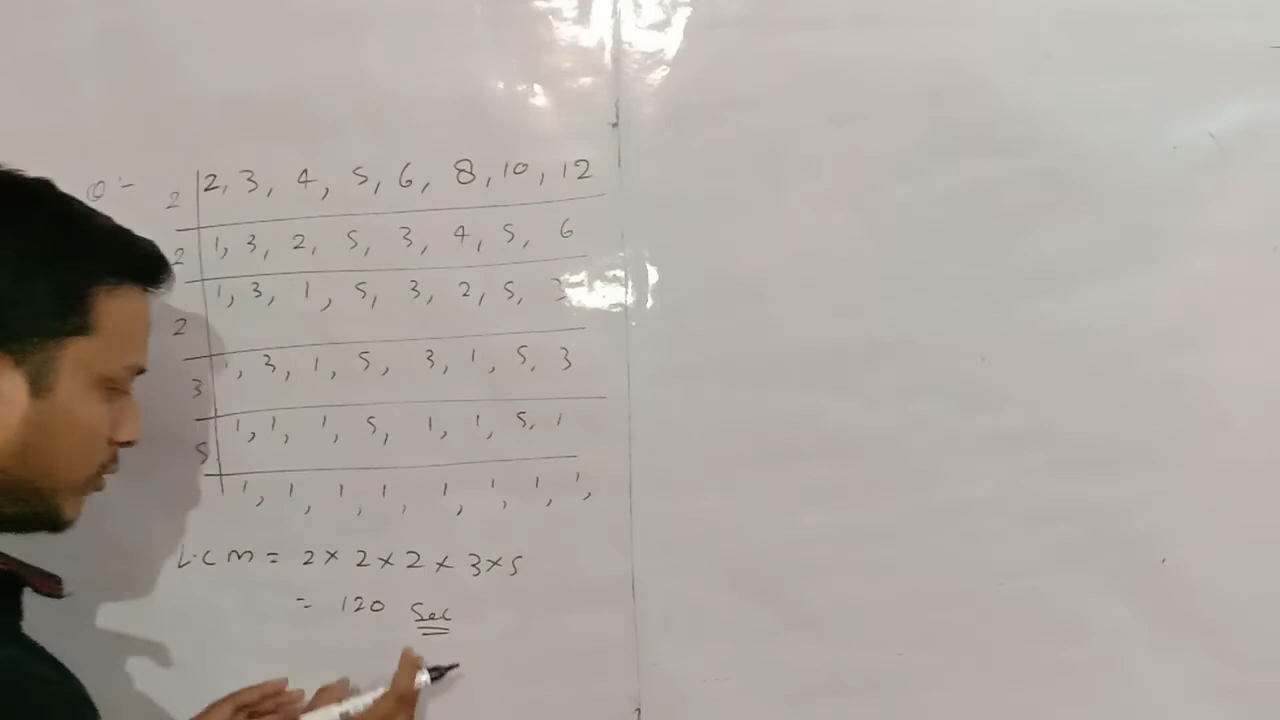 Q:- 2 | 2, 3, 4, 5, 6, 8, 10, 12
2 | 1, 3, 2, 5, 3, 4, 5, 6
2 | 1, 3, 1, 5, 3, 2, 5, 3
3 | 1, 3, 1, 5, 3, 1, 5, 3
5 | 1, 1, 1, 5, 1, 1, 5, 1
1, 1, 1, 1, 1, 1, 1, 1,
L.C M = 2 × 2 × 2 × 3 × 5
= 120 Sec